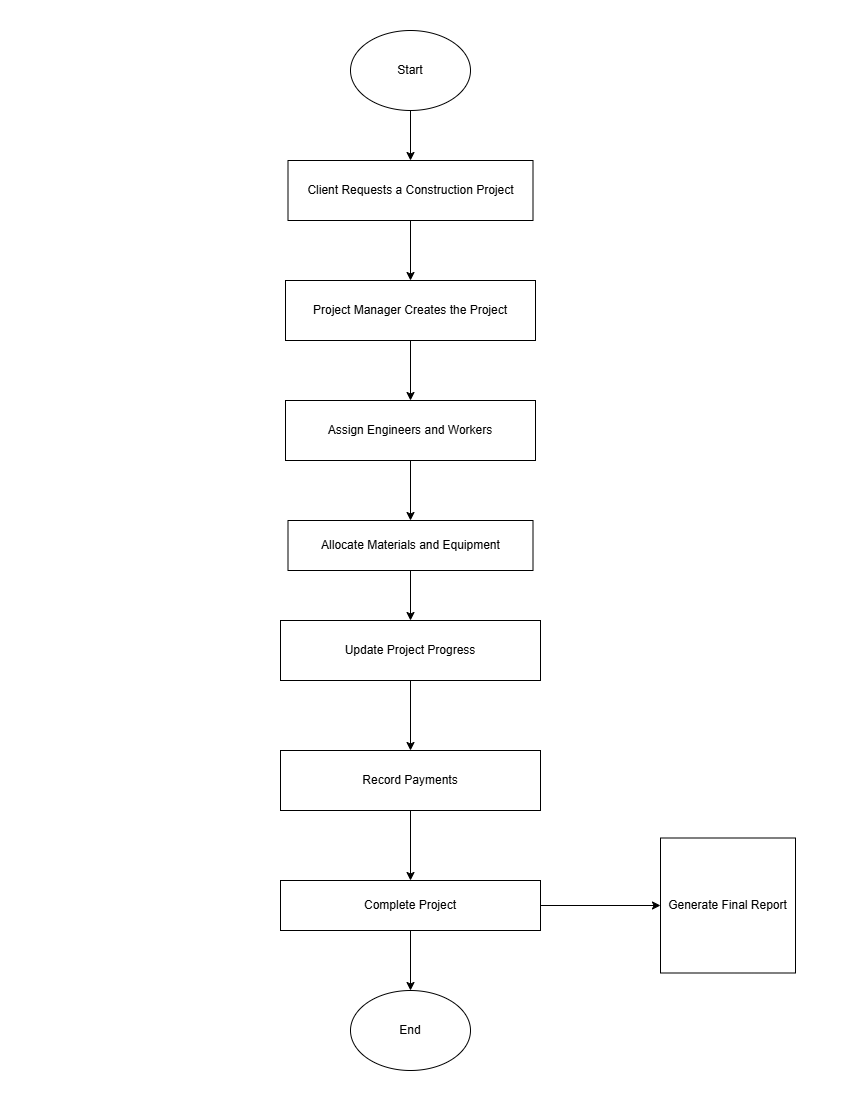 Start
Client Requests a Construction Project
Project Manager Creates the Project
Assign Engineers and Workers
Allocate Materials and Equipment
Update Project Progress
Record Payments
Complete Project
Generate Final Report
End